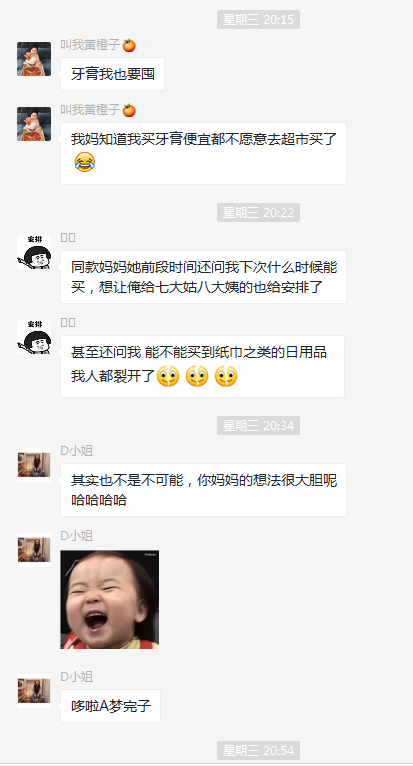 星期三 20:15
叫我黄橙子🍊
牙膏我也要囤
叫我黄橙子🍊
我妈知道我买牙膏便宜都不愿意去超市买了
😂
星期三 20:22
安排
同款妈妈她前段时间还问我下次什么时候能
买，想让俺给七大姑八大姨的也给安排了
安排
甚至还问我 能不能买到纸巾之类的日用品
我人都裂开了
星期三 20:34
D小姐
其实也不是不可能，你妈妈的想法很大胆呢
哈哈哈哈
D小姐
D小姐
哆啦A梦完子
星期三 20:54